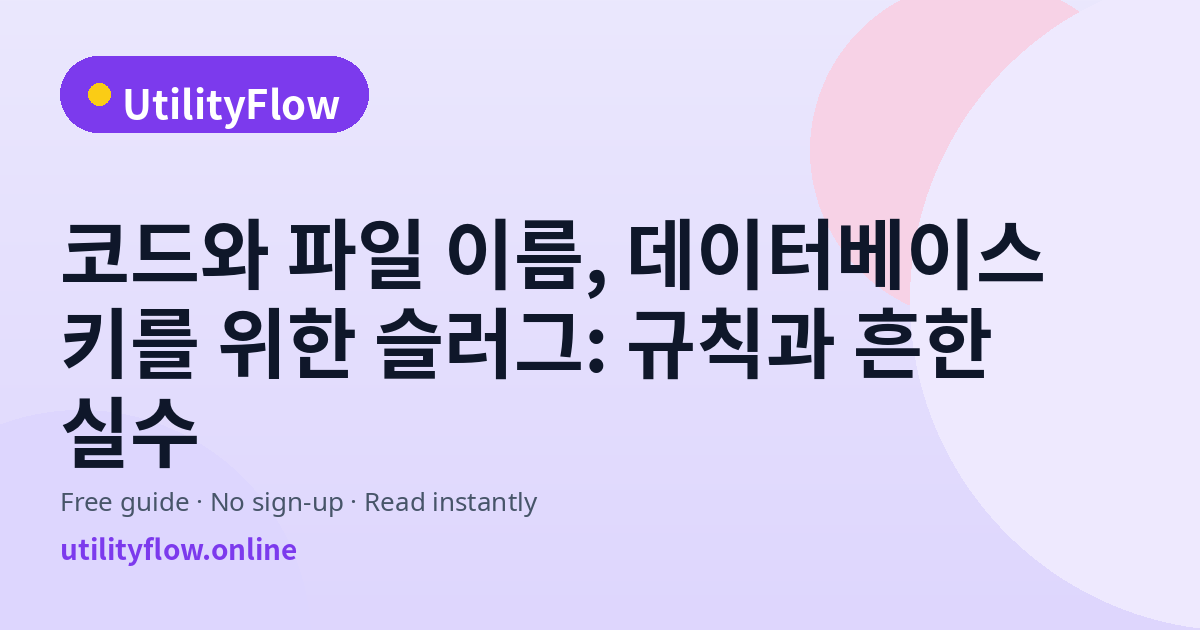 UtilityFlow
코드와 파일 이름, 데이터베이스
키를 위한 슬러그: 규칙과 흔한
실수
Free guide · No sign-up · Read instantly
utilityflow.online